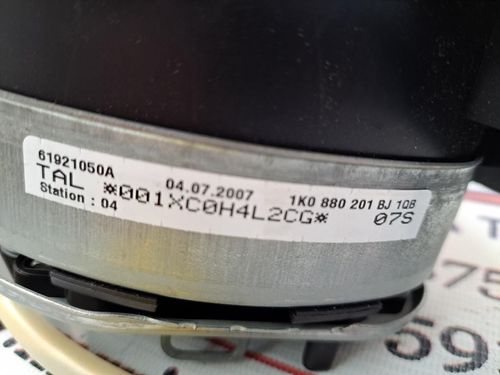 61921050A 04.07.2007 1K0 880 201 BJ 1QB
TAL *001XC0H4L2CG* 07S
Station : 04